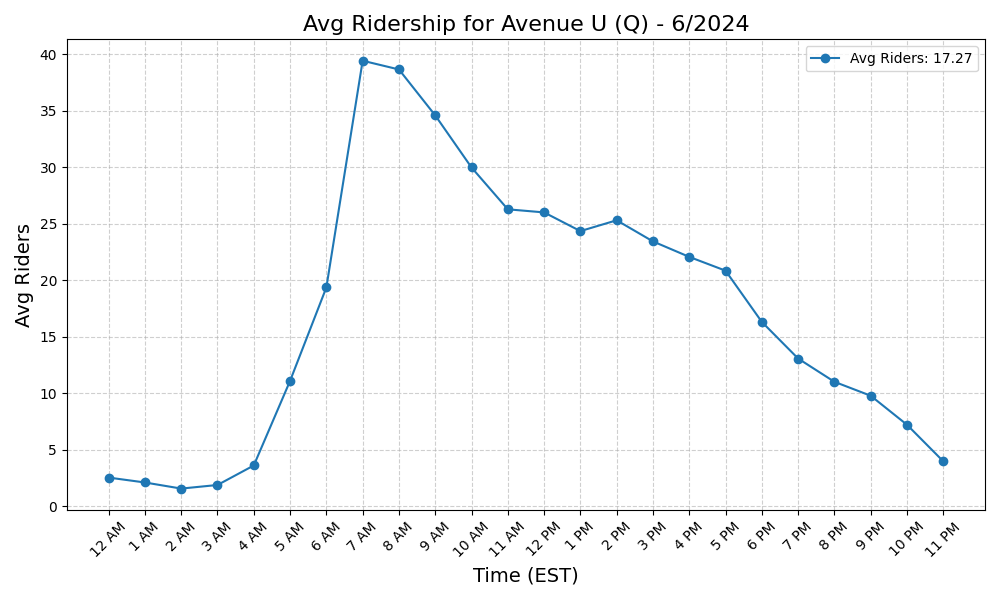 Avg Ridership for Avenue U (Q) - 6/2024
Avg Riders: 17.27
Avg Riders
40
35
30
25
20
15
10
5
0
12 AM
1 AM
2 AM
3 AM
4 AM
5 AM
6 AM
7 AM
8 AM
9 AM
10 AM
11 AM
12 PM
1 PM
2 PM
3 PM
4 PM
5 PM
6 PM
7 PM
8 PM
9 PM
10 PM
11 PM
Time (EST)